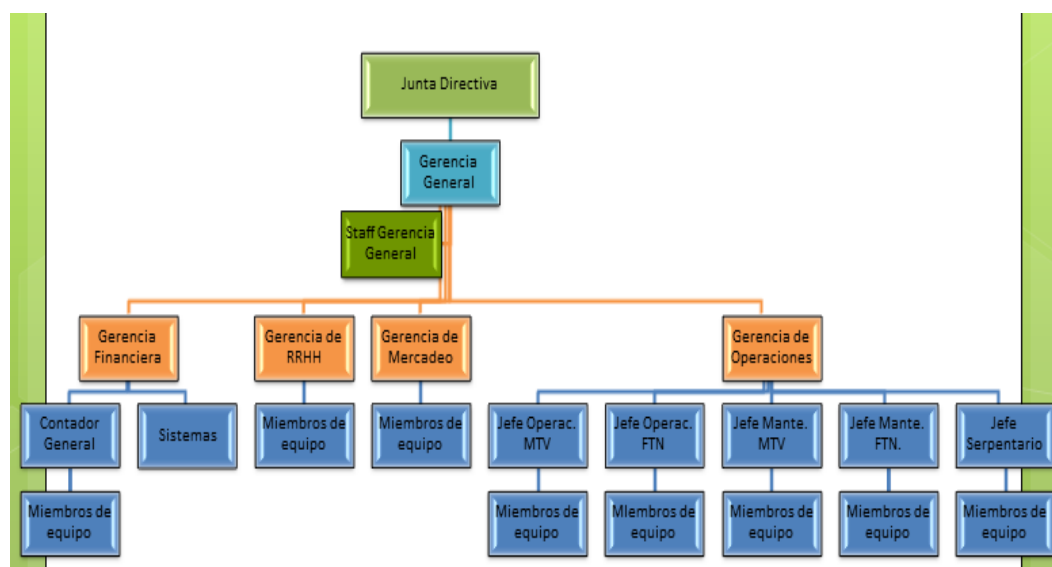 Junta Directiva
Gerencia
General
Staff Gerencia
General
Gerencia
Financiera
Gerencia de
RRHH
Gerencia de
Mercadeo
Gerencia de
Operaciones
Contador
General
Sistemas
Miembros de
equipo
Miembros de
equipo
Jefe Operac.
MTV
Jefe Operac.
FTN
Jefe Mante.
MTV
Jefe Mante.
FTN.
Jefe
Serpentario
Miembros de
equipo
Miembros de
equipo
MIembros de
equipo
Miembros de
equipo
Miembros de
equipo
Miembros de
equipo